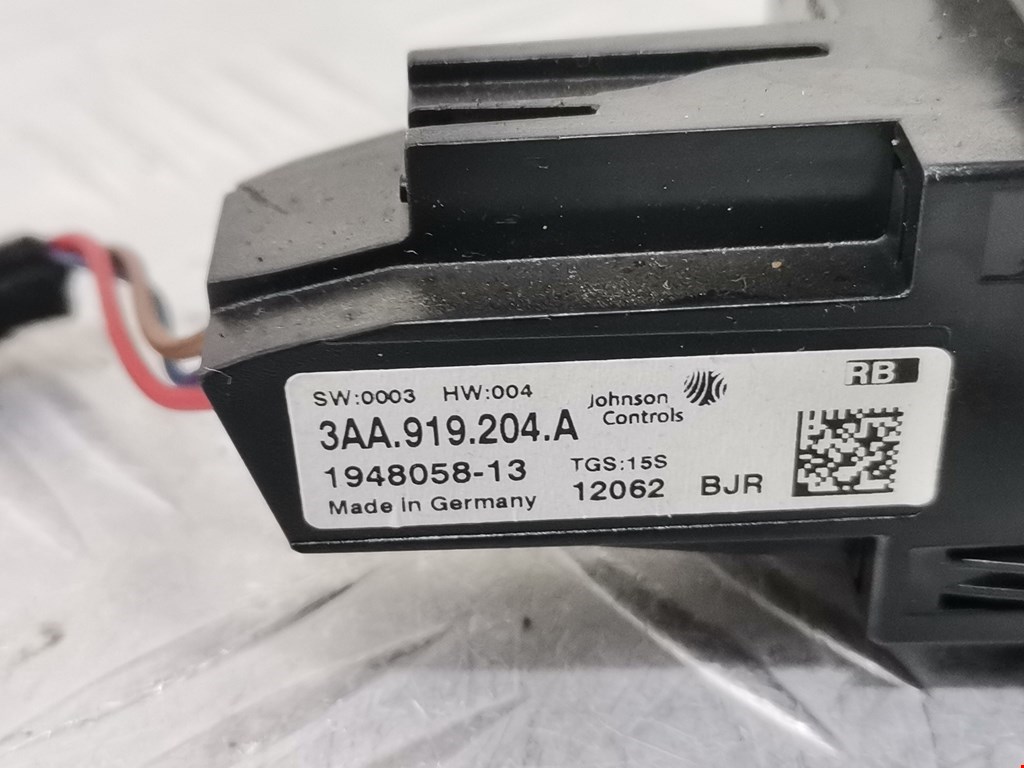 SW:0003 HW:004
Johnson Controls
RB
3AA.919.204.A
1948058-13
TGS:15S
Made in Germany
12062 BJR